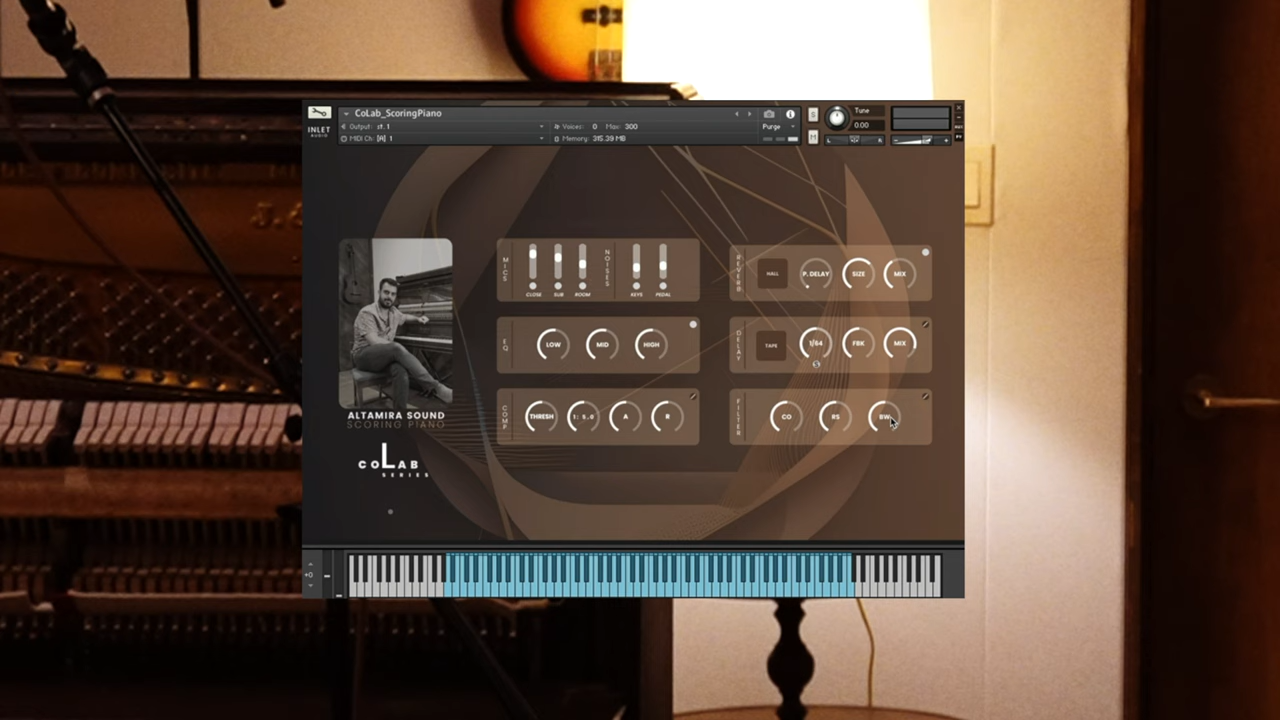 CoLab_ScoringPiano
Output: st. 1
MIDI Ch: [A] 1
Voices: 0 Max: 300
Memory: 315.39 MB
Purge
S
M
Tune
0.00
L R
INLET
AUDIO
MICS
CLOSE SUB ROOM
NOISES
KEYS PEDAL
REVERB
HALL P. DELAY SIZE MIX
EQ
LOW MID HIGH
DELAY
TAPE 1/64 FBK MIX
COMP
THRESH 1: 5.0 A R
FILTER
CO RS BW
ALTAMIRA SOUND
SCORING PIANO
COLAB
SERIES
+0